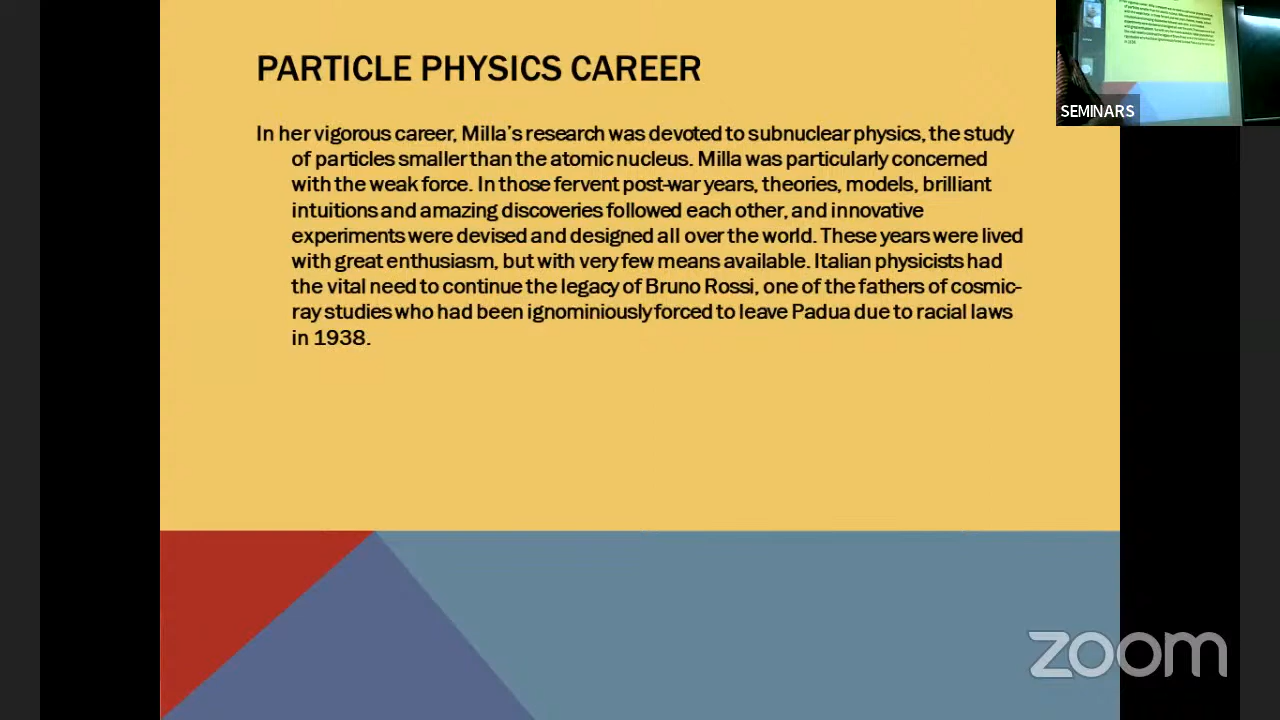 PARTICLE PHYSICS CAREER
In her vigorous career, Milla's research was devoted to subnuclear physics, the study
of particles smaller than the atomic nucleus. Milla was particularly concerned
with the weak force. In those fervent post-war years, theories, models, brilliant
intuitions and amazing discoveries followed each other, and innovative
experiments were devised and designed all over the world. These years were lived
with great enthusiasm, but with very few means available. Italian physicists had
the vital need to continue the legacy of Bruno Rossi, one of the fathers of cosmic-
ray studies who had been ignominiously forced to leave Padua due to racial laws
in 1938.
SEMINARS
zoom